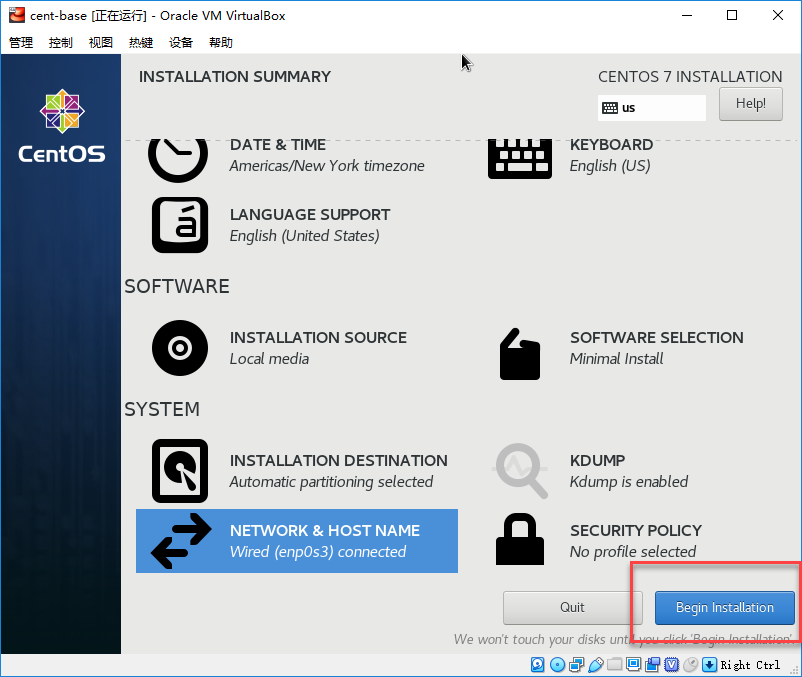 cent-base [正在运行] - Oracle VM VirtualBox
管理 控制 视图 热键 设备 帮助
INSTALLATION SUMMARY
CENTOS 7 INSTALLATION
us
Help!
CentOS
DATE & TIME
Americas/New York timezone
KEYBOARD
English (US)
LANGUAGE SUPPORT
English (United States)
SOFTWARE
INSTALLATION SOURCE
Local media
SOFTWARE SELECTION
Minimal Install
SYSTEM
INSTALLATION DESTINATION
Automatic partitioning selected
KDUMP
Kdump is enabled
NETWORK & HOST NAME
Wired (enp0s3) connected
SECURITY POLICY
No profile selected
Quit
Begin Installation
We won't touch your disks until you click 'Begin Installation'.
Right Ctrl